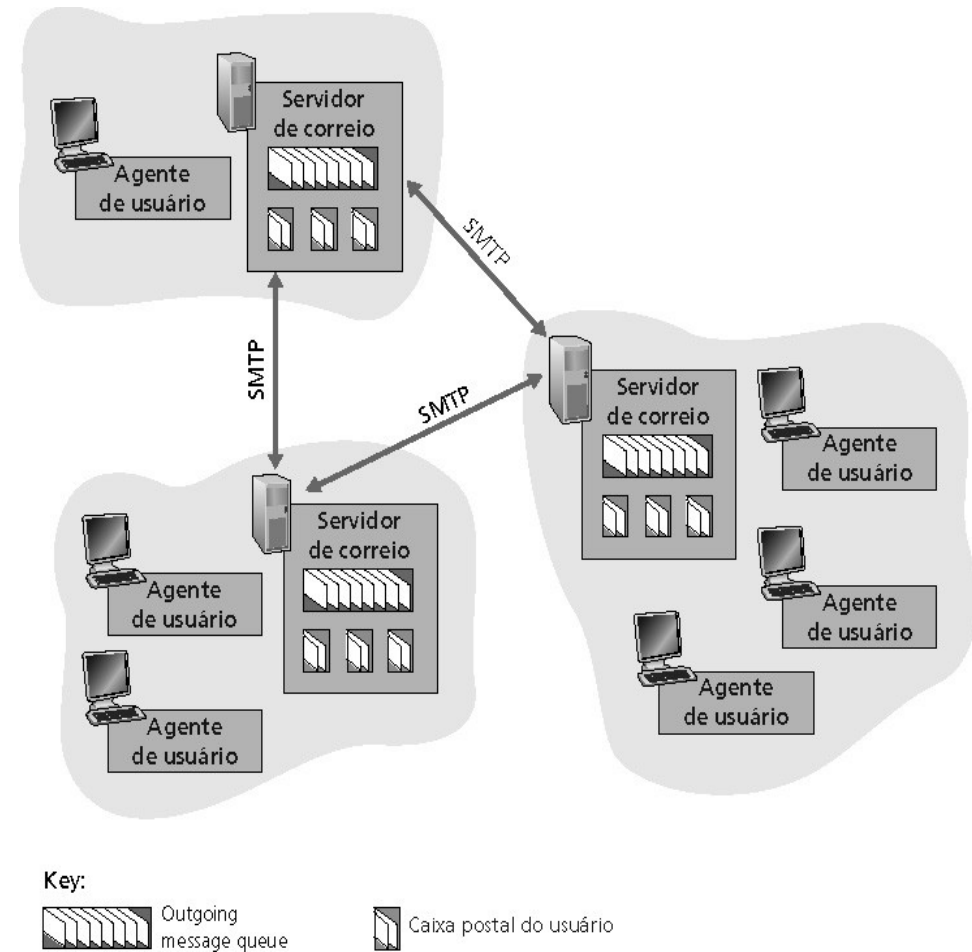 Servidor
de correio
Agente
de usuário
SMTP
SMTP
SMTP
Servidor
de correio
Agente
de usuário
Servidor
de correio
Agente
de usuário
Agente
de usuário
Agente
de usuário
Agente
de usuário
Agente
de usuário
Key:
Outgoing
message queue
Caixa postal do usuário